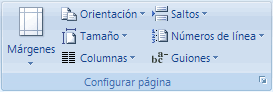 Márgenes
Orientación
Tamaño
Columnas
Saltos
Números de línea
Guiones
Configurar página